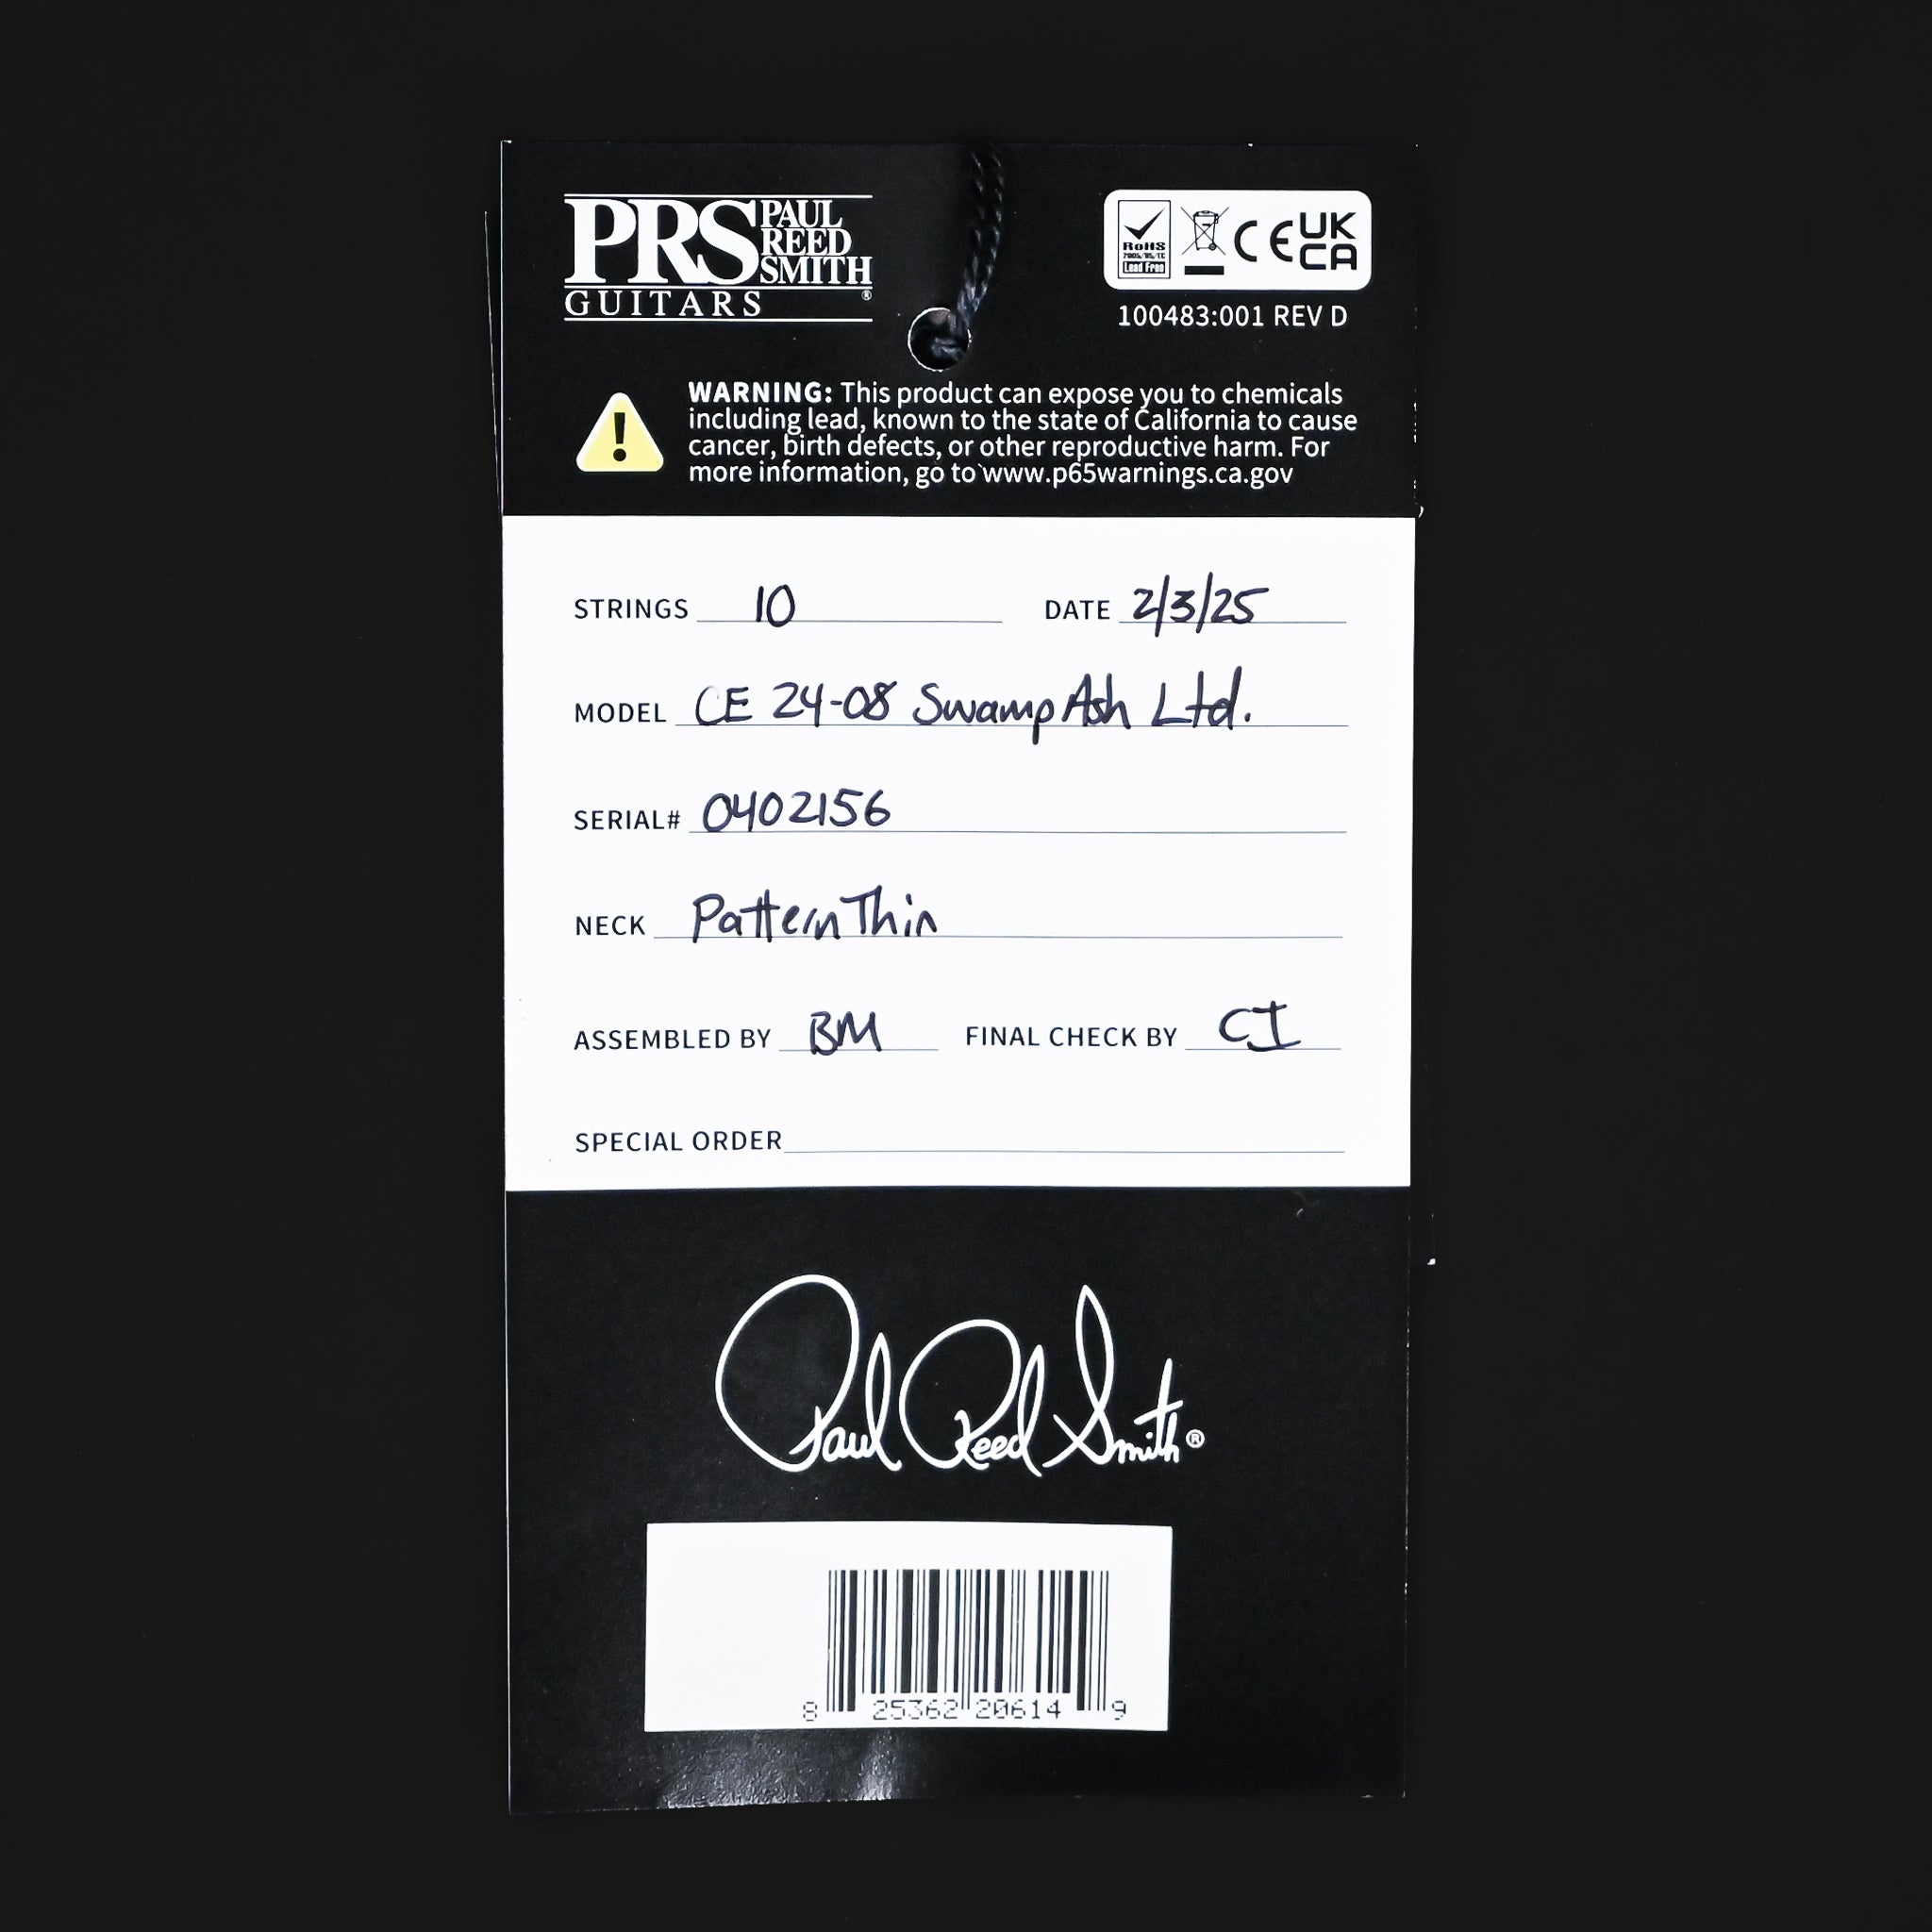 PRS PAUL REED SMITH
GUITARS ®
RoHS
2005/95/EC
Lead Free
CE UK CA
100483:001 REV D
WARNING: This product can expose you to chemicals
including lead, known to the state of California to cause
cancer, birth defects, or other reproductive harm. For
more information, go to www.p65warnings.ca.gov
STRINGS 10 DATE 2/3/25
MODEL CE 24-08 Swamp Ash Ltd.
SERIAL# 0402156
NECK Pattern Thin
ASSEMBLED BY BM FINAL CHECK BY CI
SPECIAL ORDER
Paul Reed Smith ®
8 25362 20614 9